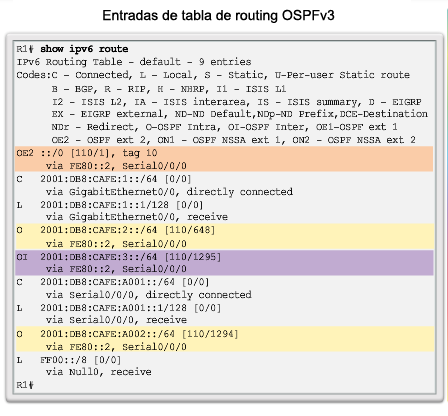 Entradas de tabla de routing OSPFv3
R1# show ipv6 route
IPv6 Routing Table - default - 9 entries
Codes:C - Connected, L - Local, S - Static, U-Per-user Static route
B - BGP, R - RIP, H - NHRP, I1 - ISIS L1
I2 - ISIS L2, IA - ISIS interarea, IS - ISIS summary, D - EIGRP
EX - EIGRP external, ND-ND Default,NDp-ND Prefix,DCE-Destination
NDr - Redirect, O-OSPF Intra, OI-OSPF Inter, OE1-OSPF ext 1
OE2 - OSPF ext 2, ON1 - OSPF NSSA ext 1, ON2 - OSPF NSSA ext 2
OE2 ::/0 [110/1], tag 10
via FE80::2, Serial0/0/0
C 2001:DB8:CAFE:1::/64 [0/0]
via GigabitEthernet0/0, directly connected
L 2001:DB8:CAFE:1::1/128 [0/0]
via GigabitEthernet0/0, receive
O 2001:DB8:CAFE:2::/64 [110/648]
via FE80::2, Serial0/0/0
OI 2001:DB8:CAFE:3::/64 [110/1295]
via FE80::2, Serial0/0/0
C 2001:DB8:CAFE:A001::/64 [0/0]
via Serial0/0/0, directly connected
L 2001:DB8:CAFE:A001::1/128 [0/0]
via Serial0/0/0, receive
O 2001:DB8:CAFE:A002::/64 [110/1294]
via FE80::2, Serial0/0/0
L FF00::/8 [0/0]
via Null0, receive
R1#